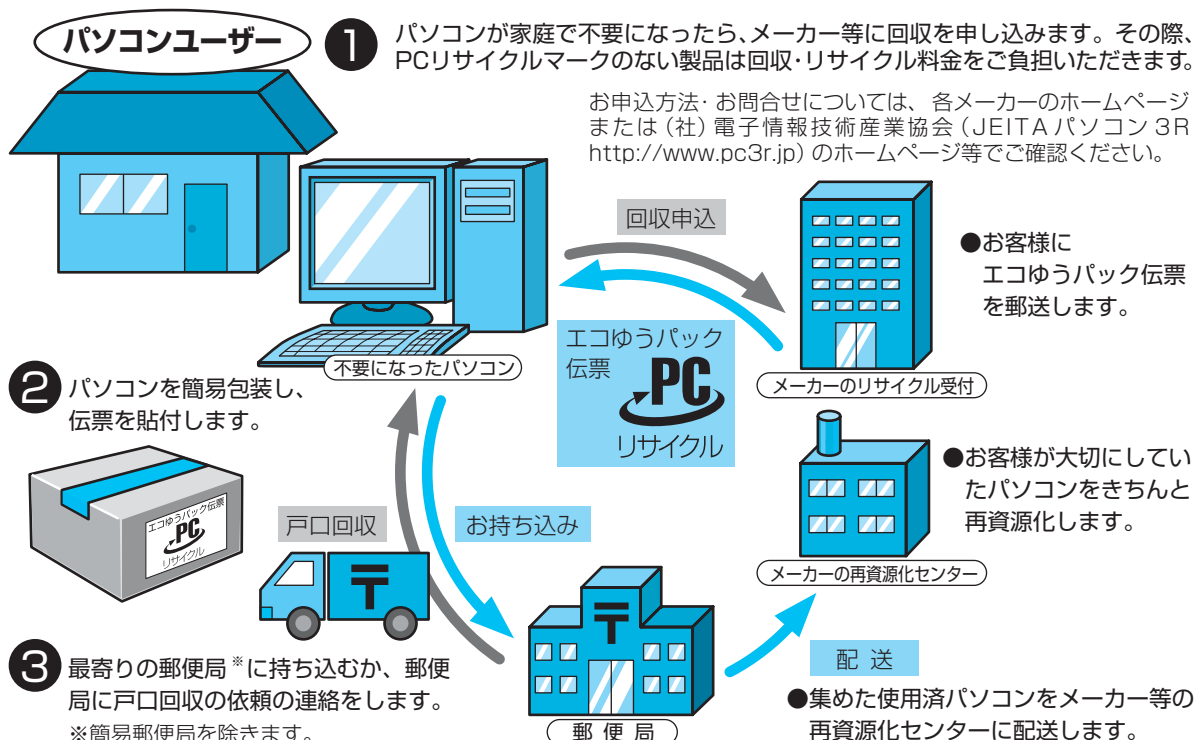 パソコンユーザー
❶ パソコンが家庭で不要になったら、メーカー等に回収を申し込みます。その際、
PCリサイクルマークのない製品は回収・リサイクル料金をご負担いただきます。
お申込方法・お問合せについては、各メーカーのホームページ
または（社）電子情報技術産業協会（JEITAパソコン3R
http://www.pc3r.jp）のホームページ等でご確認ください。
回収申込
●お客様に
エコゆうパック伝票
を郵送します。
エコゆうパック
伝票
PC
リサイクル
不要になったパソコン
メーカーのリサイクル受付
❷ パソコンを簡易包装し、
伝票を貼付します。
エコゆうパック伝票
PC
リサイクル
●お客様が大切にしてい
たパソコンをきちんと
再資源化します。
戸口回収
お持ち込み
メーカーの再資源化センター
〒
〒
❸ 最寄りの郵便局※に持ち込むか、郵便
局に戸口回収の依頼の連絡をします。
※簡易郵便局を除きます。
郵便局
配送
●集めた使用済パソコンをメーカー等の
再資源化センターに配送します。